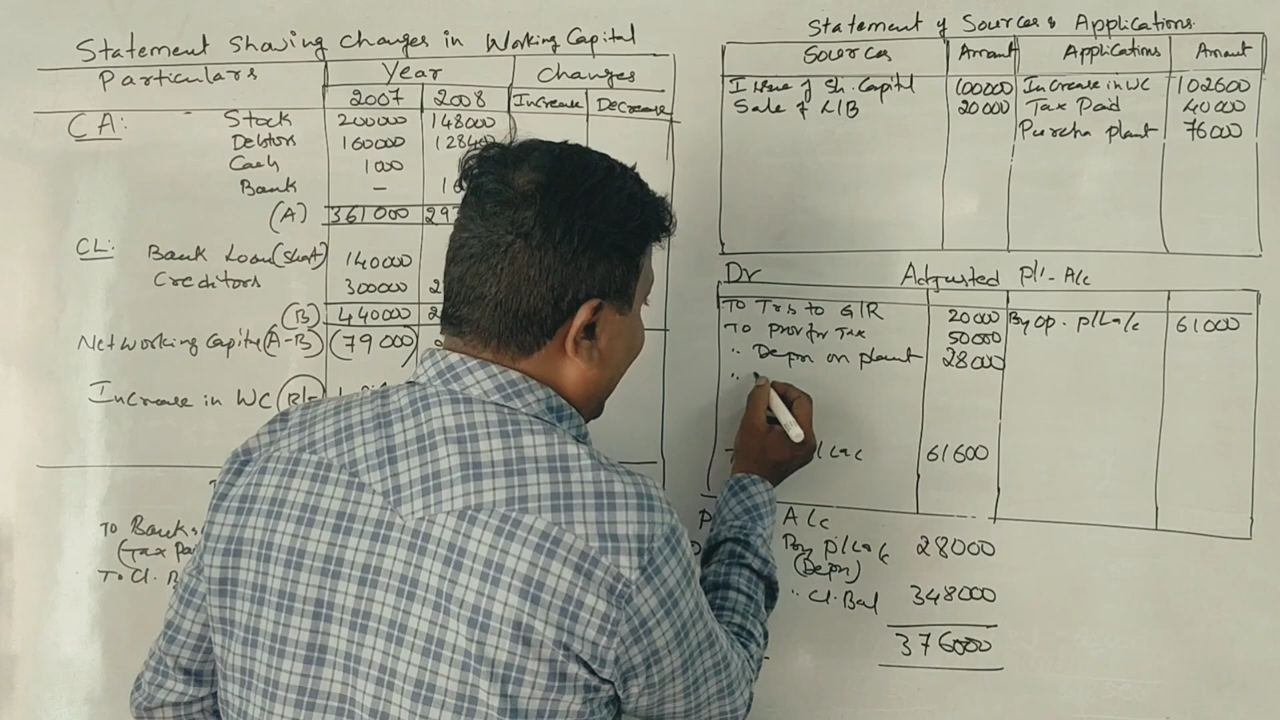 Statement Showing Changes in Working Capital
Particulars Year Changes
2007 2008 Increase Decrease
CA: Stock 200000 148000
Debtors 160000
Cash 1000
Bank -
(A) 361000
CL: Bank Loan (Short) 140000
Creditors 300000
(B) 440000
Net Working Capital (A-B) (79000)
Increase in WC
To Bank
(Tax
To Cl.
Statement of Sources & Applications
Sources Amount Applications Amount
Issue of Sh. Capital 100000 Increase in WC 102600
Sale of L/B 20000 Tax Paid 40000
Purcha plant 76000
Dr Adjusted P/L A/c
To Trs to G/R 20000 By op. P/L a/c 61000
To Prov for Tax 50000
" Depn on plant 28000
"
61600
A/c
By P/L a/c 28000
(Depn)
" Cl. Bal 348000
376000